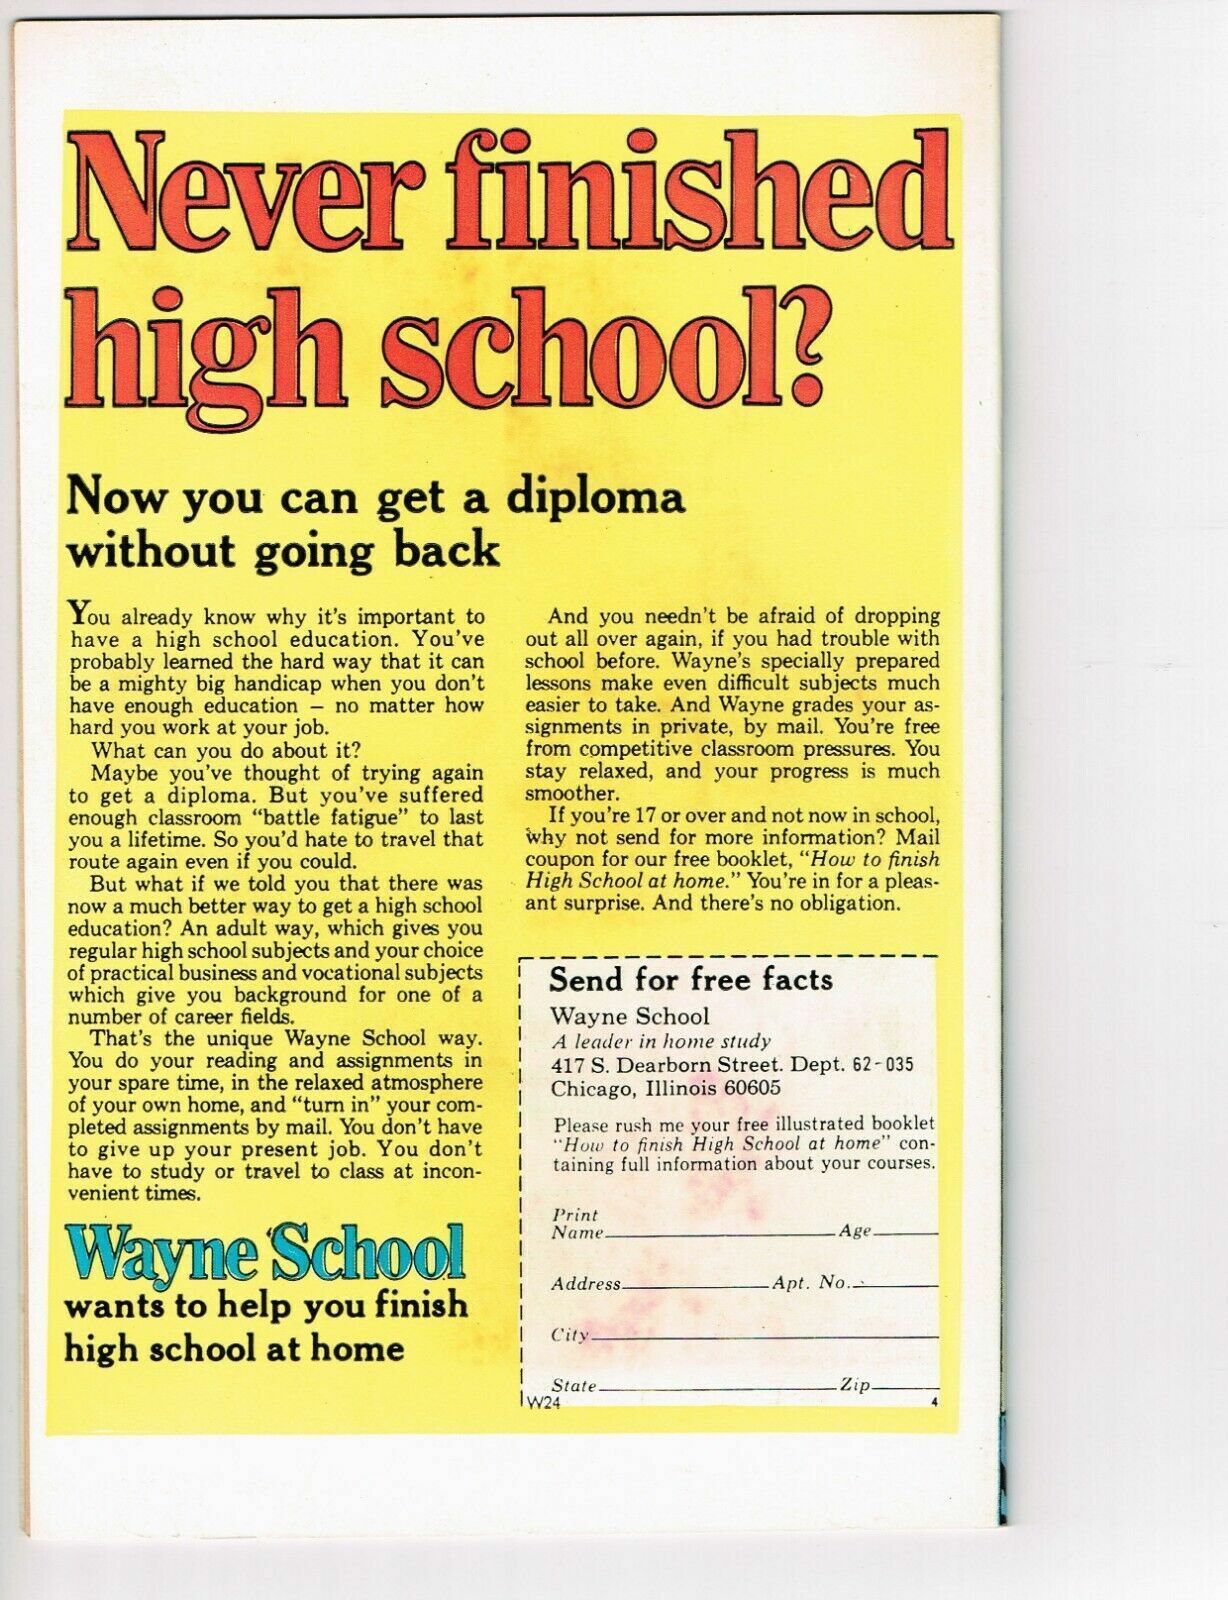 Never finished
high school?
Now you can get a diploma
without going back
You already know why it's important to
have a high school education. You've
probably learned the hard way that it can
be a mighty big handicap when you don't
have enough education – no matter how
hard you work at your job.
What can you do about it?
Maybe you've thought of trying again
to get a diploma. But you've suffered
enough classroom "battle fatigue" to last
you a lifetime. So you'd hate to travel that
route again even if you could.
But what if we told you that there was
now a much better way to get a high school
education? An adult way, which gives you
regular high school subjects and your choice
of practical business and vocational subjects
which give you background for one of a
number of career fields.
That's the unique Wayne School way.
You do your reading and assignments in
your spare time, in the relaxed atmosphere
of your own home, and "turn in" your com-
pleted assignments by mail. You don't have
to give up your present job. You don't
have to study or travel to class at incon-
venient times.
Wayne School
wants to help you finish
high school at home
And you needn't be afraid of dropping
out all over again, if you had trouble with
school before. Wayne's specially prepared
lessons make even difficult subjects much
easier to take. And Wayne grades your as-
signments in private, by mail. You're free
from competitive classroom pressures. You
stay relaxed, and your progress is much
smoother.
If you're 17 or over and not now in school,
why not send for more information? Mail
coupon for our free booklet, "How to finish
High School at home." You're in for a pleas-
ant surprise. And there's no obligation.
Send for free facts
Wayne School
A leader in home study
417 S. Dearborn Street. Dept. 62-035
Chicago, Illinois 60605
Please rush me your free illustrated booklet
"How to finish High School at home" con-
taining full information about your courses.
Print
Name Age
Address Apt. No.
City
State Zip
W24 4